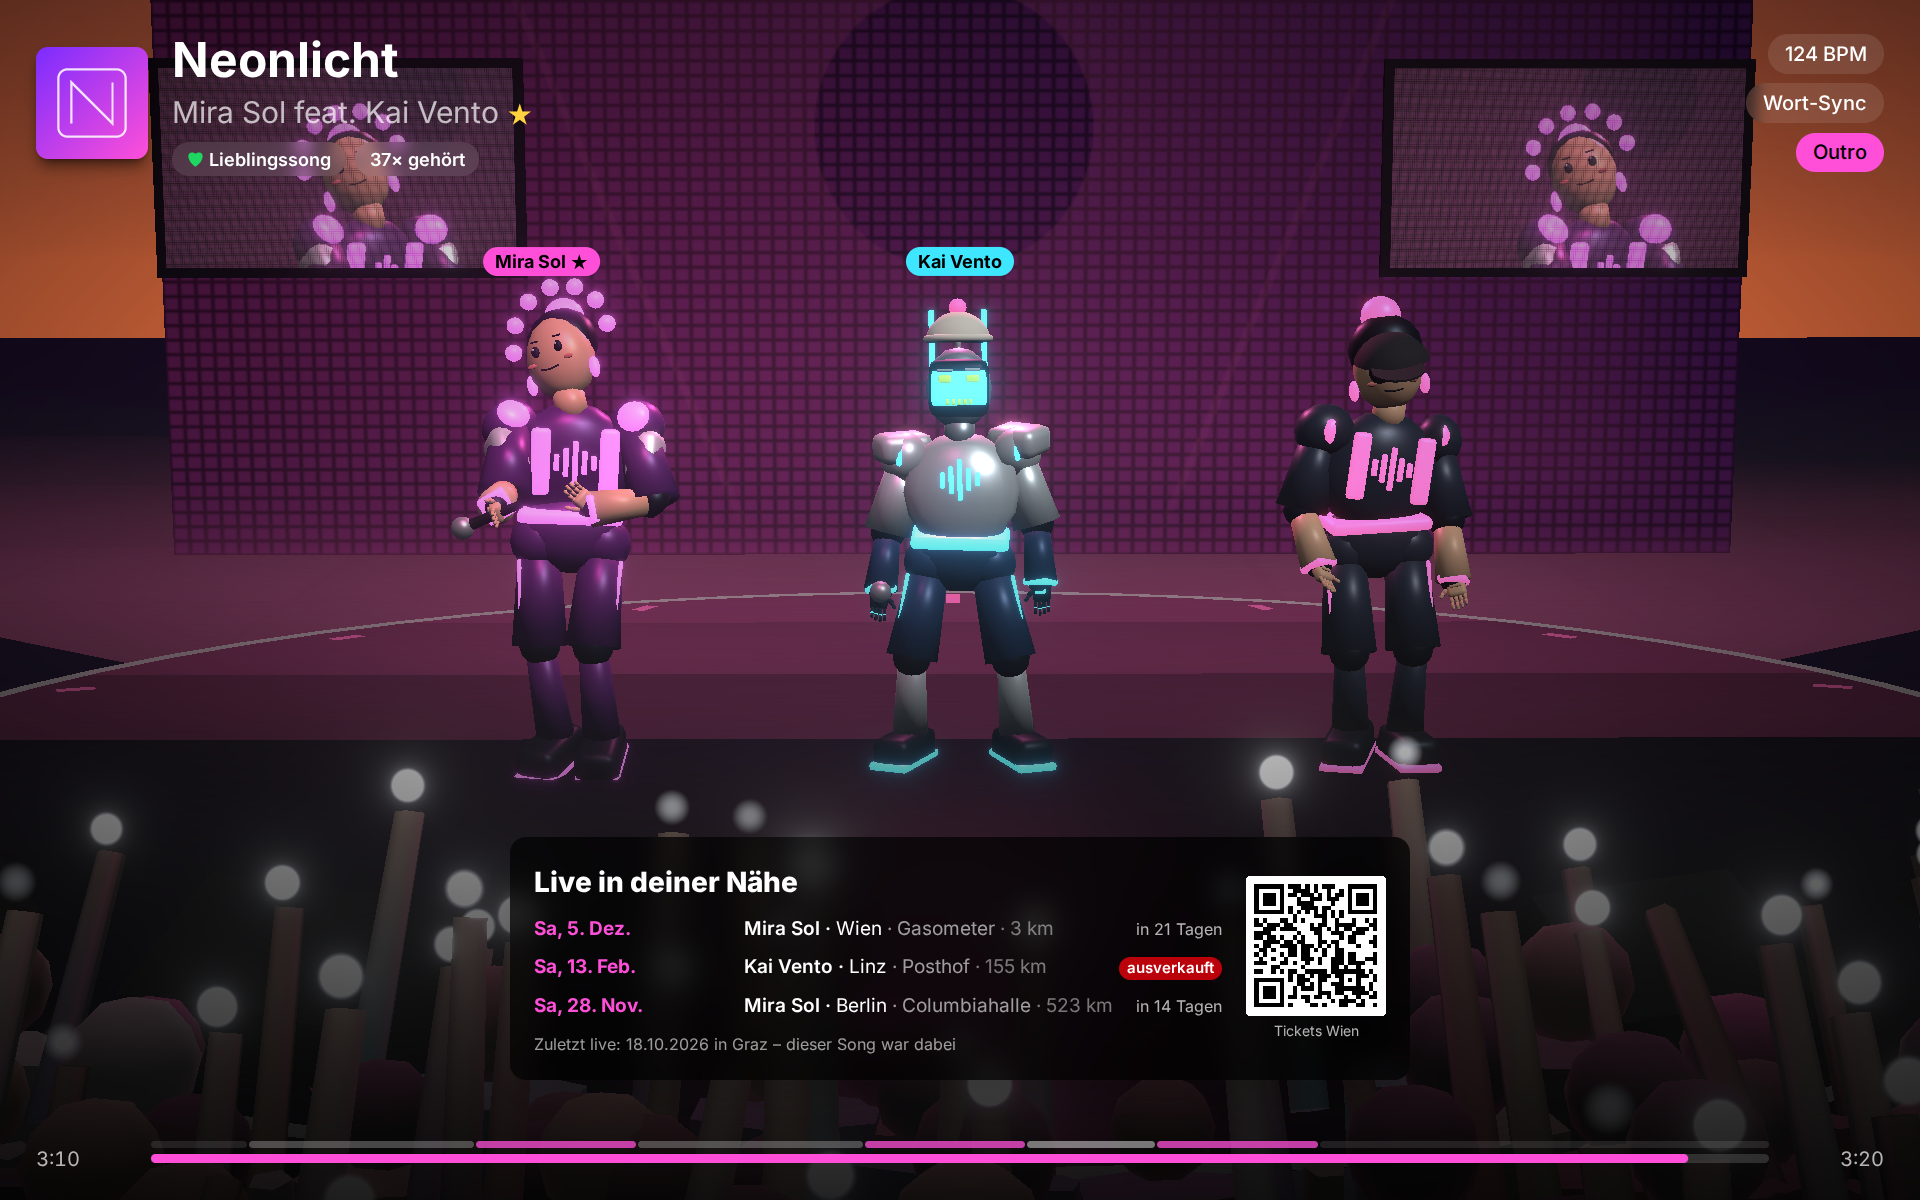 N
Neonlicht
Mira Sol feat. Kai Vento ★
Lieblingssong
37× gehört
124 BPM
Wort-Sync
Outro
Mira Sol ★
Kai Vento
Live in deiner Nähe
Sa, 5. Dez. Mira Sol · Wien · Gasometer · 3 km in 21 Tagen
Sa, 13. Feb. Kai Vento · Linz · Posthof · 155 km ausverkauft
Sa, 28. Nov. Mira Sol · Berlin · Columbiahalle · 523 km in 14 Tagen
Zuletzt live: 18.10.2026 in Graz – dieser Song war dabei
Tickets Wien
3:10
3:20